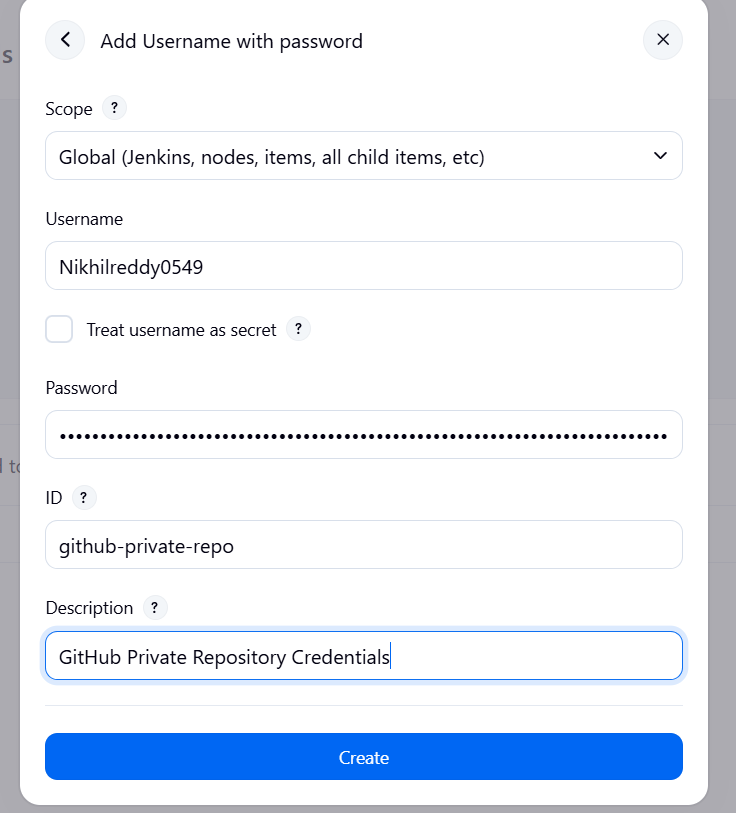 s
Add Username with password
Scope ?
Global (Jenkins, nodes, items, all child items, etc)
Username
Nikhilreddy0549
Treat username as secret ?
Password
ID ?
github-private-repo
Description ?
GitHub Private Repository Credentials
Create